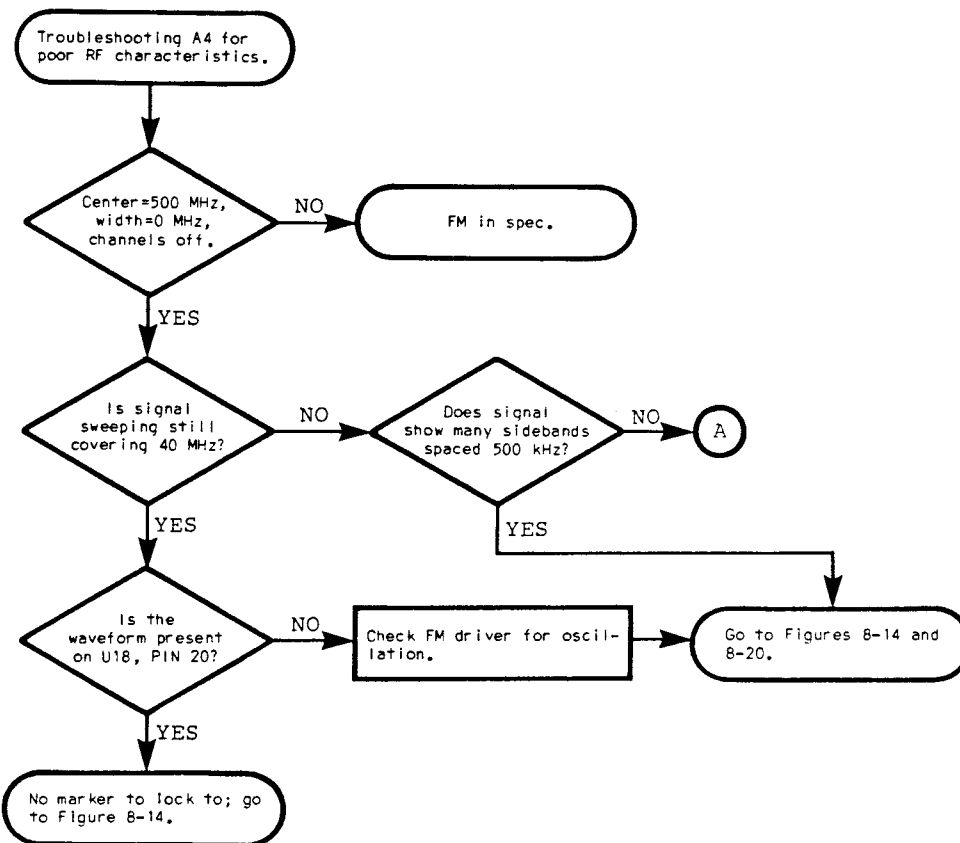 Troubleshooting A4 for
poor RF characteristics.
Center=500 MHz,
width=0 MHz,
channels off.
NO
FM in spec.
YES
Is signal
sweeping still
covering 40 MHz?
NO
Does signal
show many sidebands
spaced 500 kHz?
NO
A
YES
YES
Is the
waveform present
on U18, PIN 20?
NO
Check FM driver for oscil-
lation.
Go to Figures 8-14 and
8-20.
YES
No marker to lock to; go
to Figure 8-14.